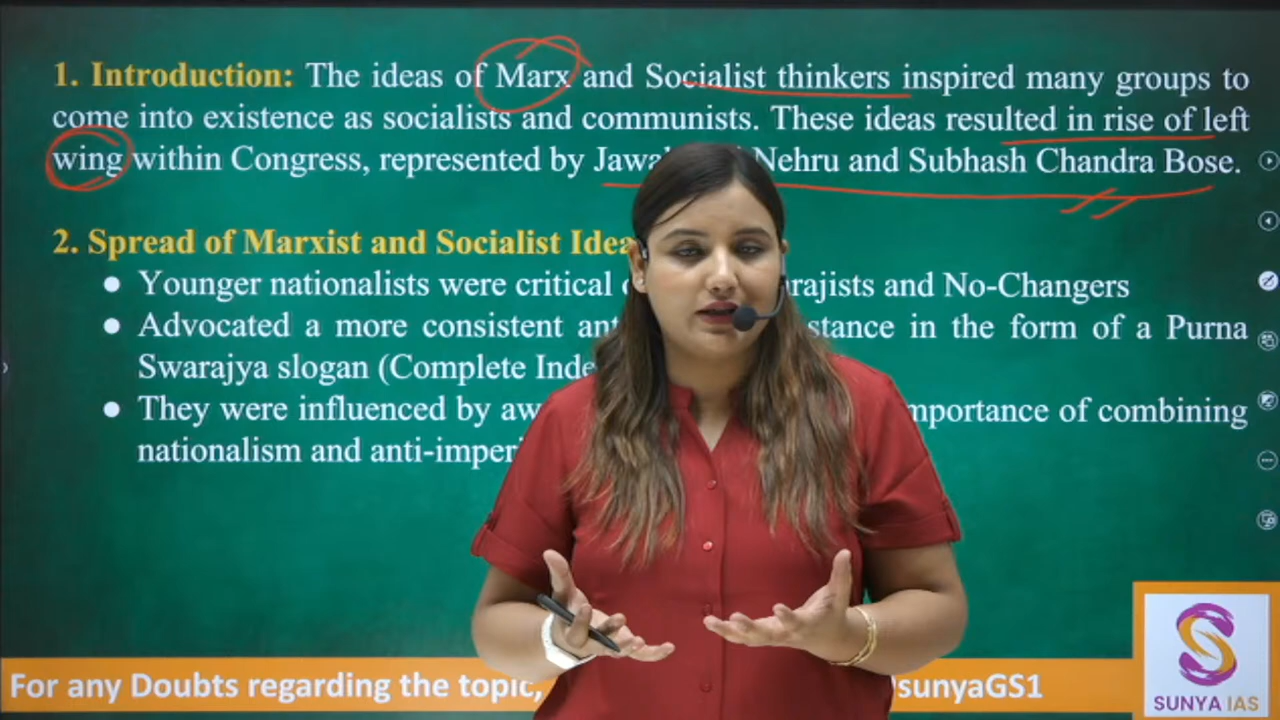 1. Introduction: The ideas of Marx and Socialist thinkers inspired many groups to
come into existence as socialists and communists. These ideas resulted in rise of left
wing within Congress, represented by Nehru and Subhash Chandra Bose.
2. Spread of Marxist and Socialist
● Younger nationalists were critical and No-Changers
● Advocated a more consistent stance in the form of a Purna
Swarajya slogan (Complete
● They were influenced by of combining
nationalism and
For any Doubts regarding the topic, sunyaGS1
SUNYA IAS